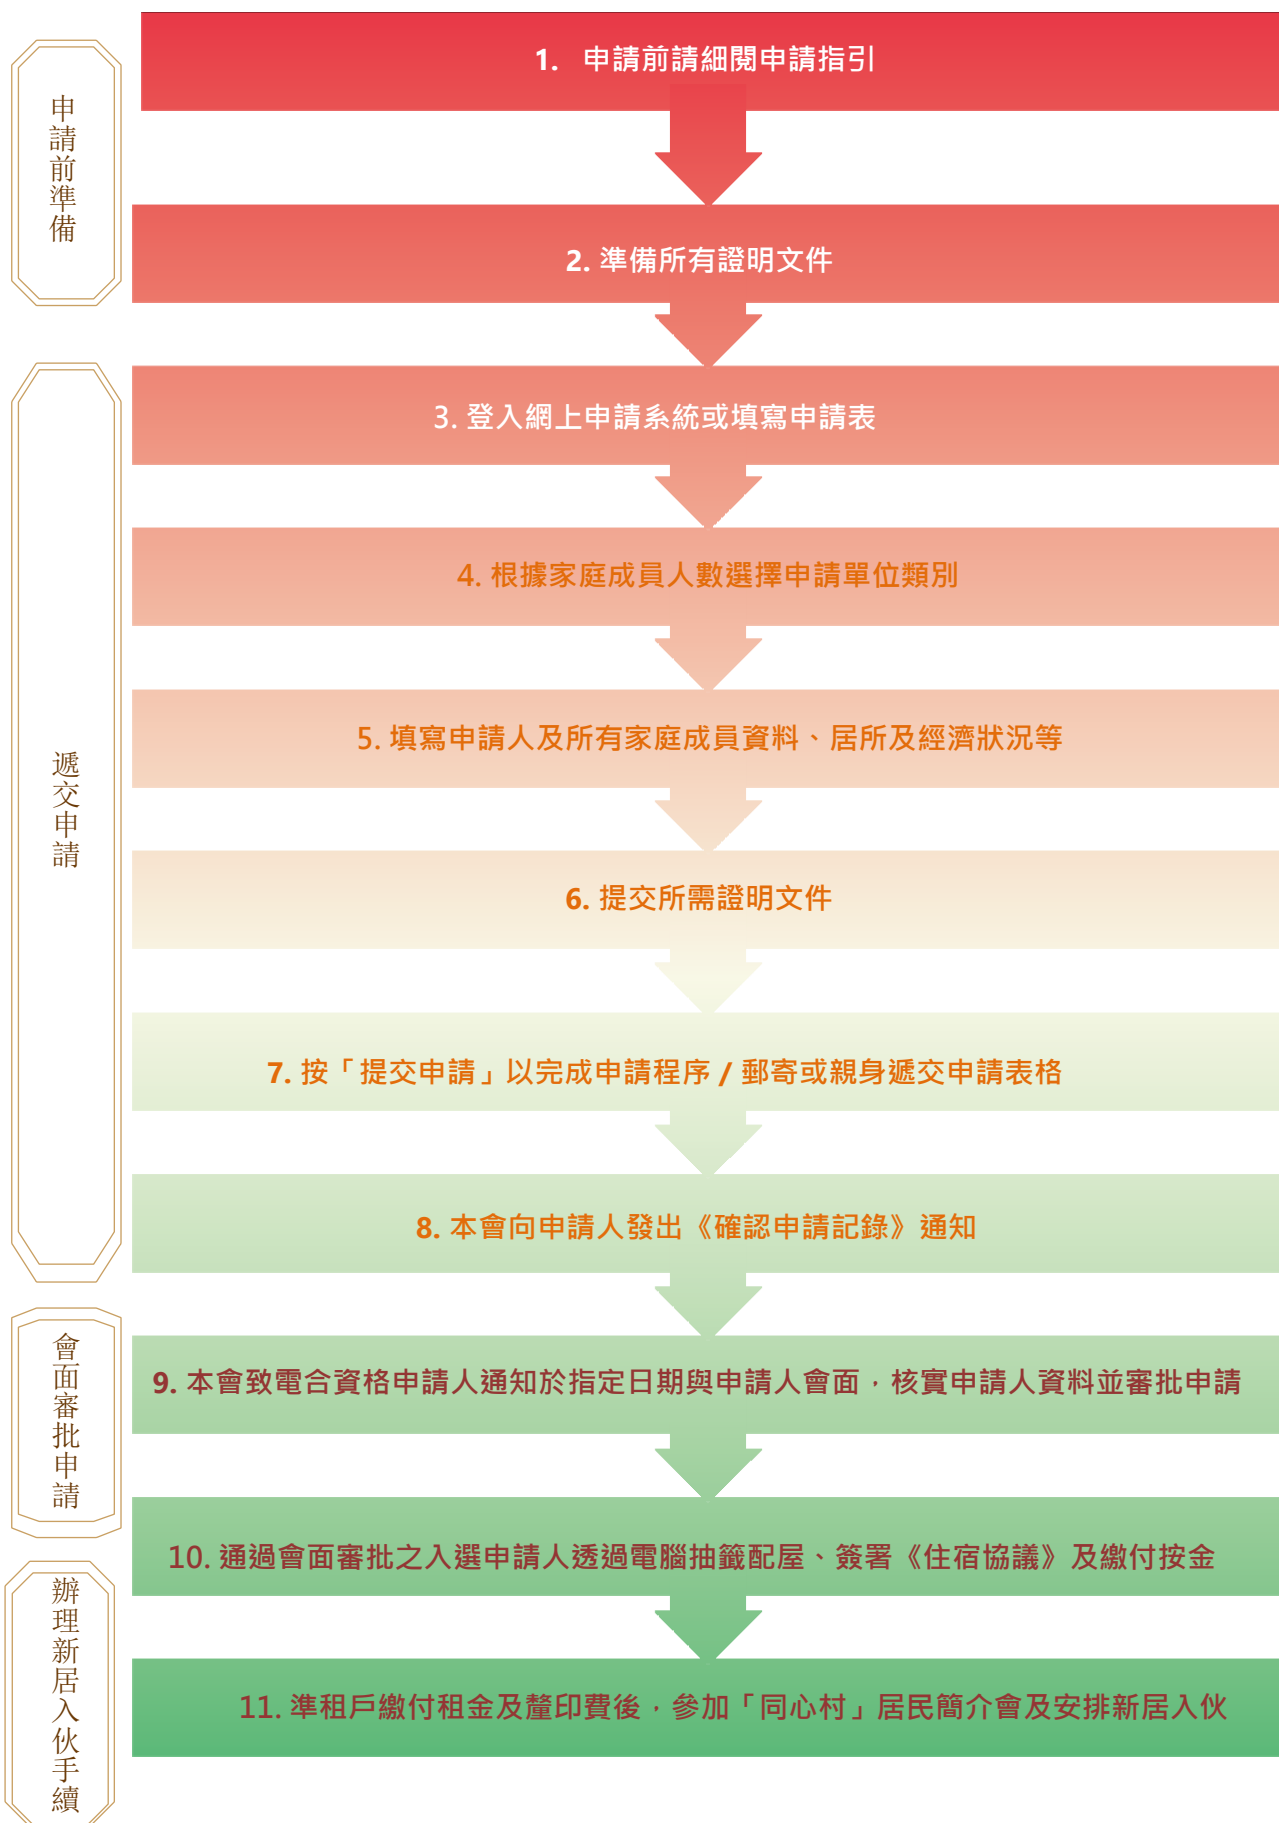 申請前準備
1. 申請前請細閱申請指引
2. 準備所有證明文件
遞交申請
3. 登入網上申請系統或填寫申請表
4. 根據家庭成員人數選擇申請單位類別
5. 填寫申請人及所有家庭成員資料、居所及經濟狀況等
6. 提交所需證明文件
7. 按「提交申請」以完成申請程序 / 郵寄或親身遞交申請表格
8. 本會向申請人發出《確認申請記錄》通知
會面審批申請
9. 本會致電合資格申請人通知於指定日期與申請人會面，核實申請人資料並審批申請
辦理新居入伙手續
10. 通過會面審批之入選申請人透過電腦抽籤配屋、簽署《住宿協議》及繳付按金
11. 準租戶繳付租金及釐印費後，參加「同心村」居民簡介會及安排新居入伙